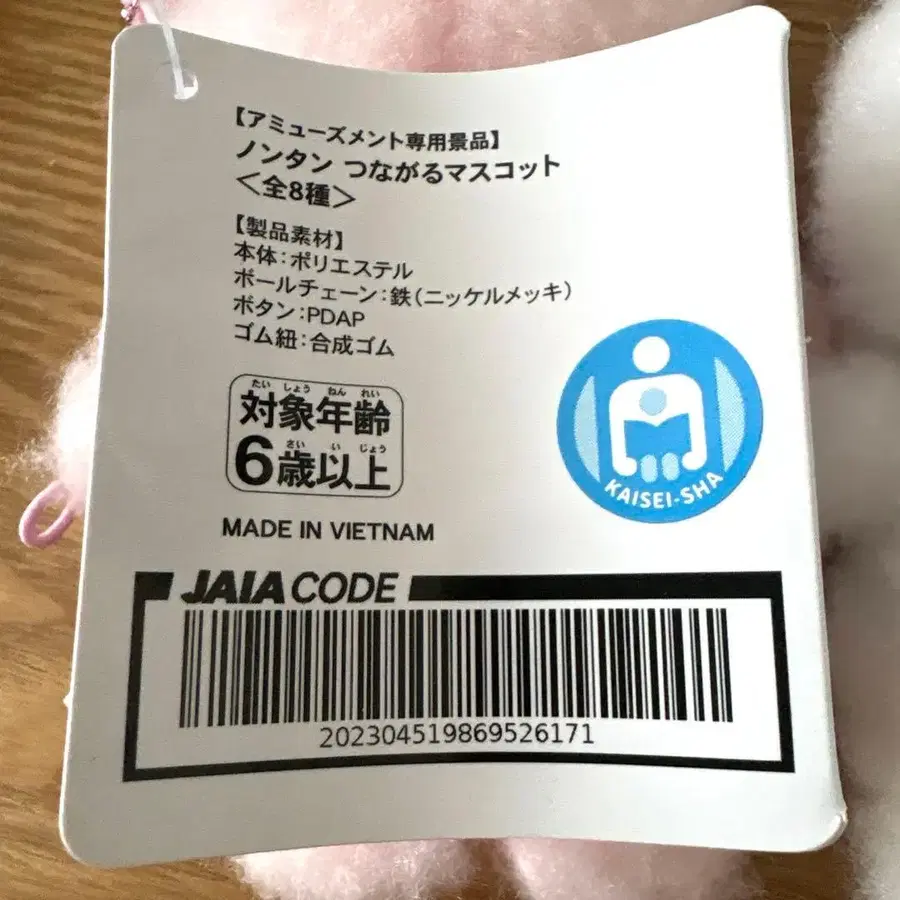 【アミューズメント専用景品】
ノンタン つながるマスコット
＜全8種＞
【製品素材】
本体：ポリエステル
ボールチェーン：鉄（ニッケルメッキ）
ボタン：PDAP
ゴム紐：合成ゴム
たいしょうねんれい
対象年齢
さいいじょう
6歳以上
KAISEI-SHA
MADE IN VIETNAM
JAIA CODE
202304519869526171